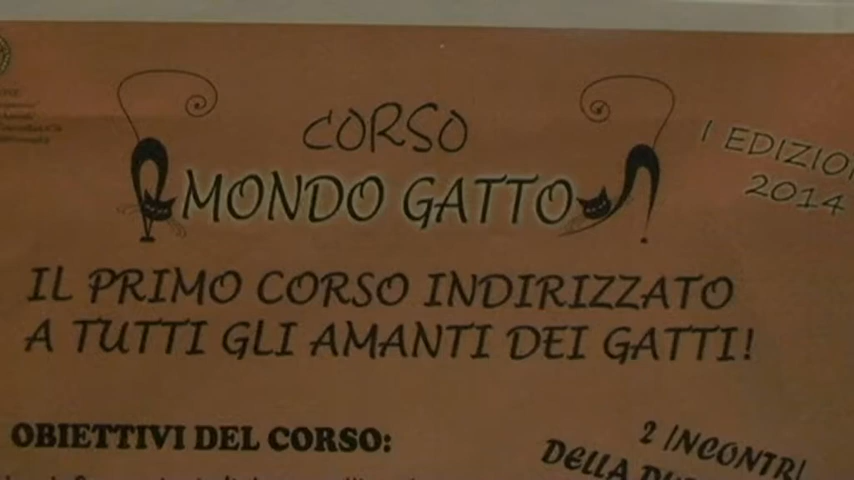 CORSO
MONDO GATTO
I
2014
IL PRIMO CORSO INDIRIZZATO
A TUTTI GLI AMANTI DEI GATTI!
OBIETTIVI DEL CORSO:
2 INCONTRI
DELLA